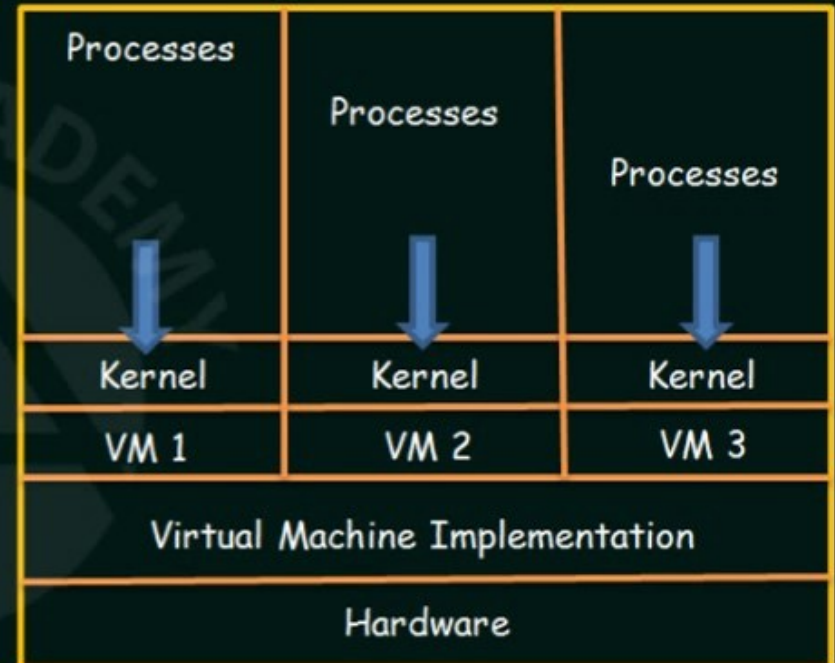 Processes
Processes
Processes
Kernel Kernel Kernel
VM 1 VM 2 VM 3
Virtual Machine Implementation
Hardware